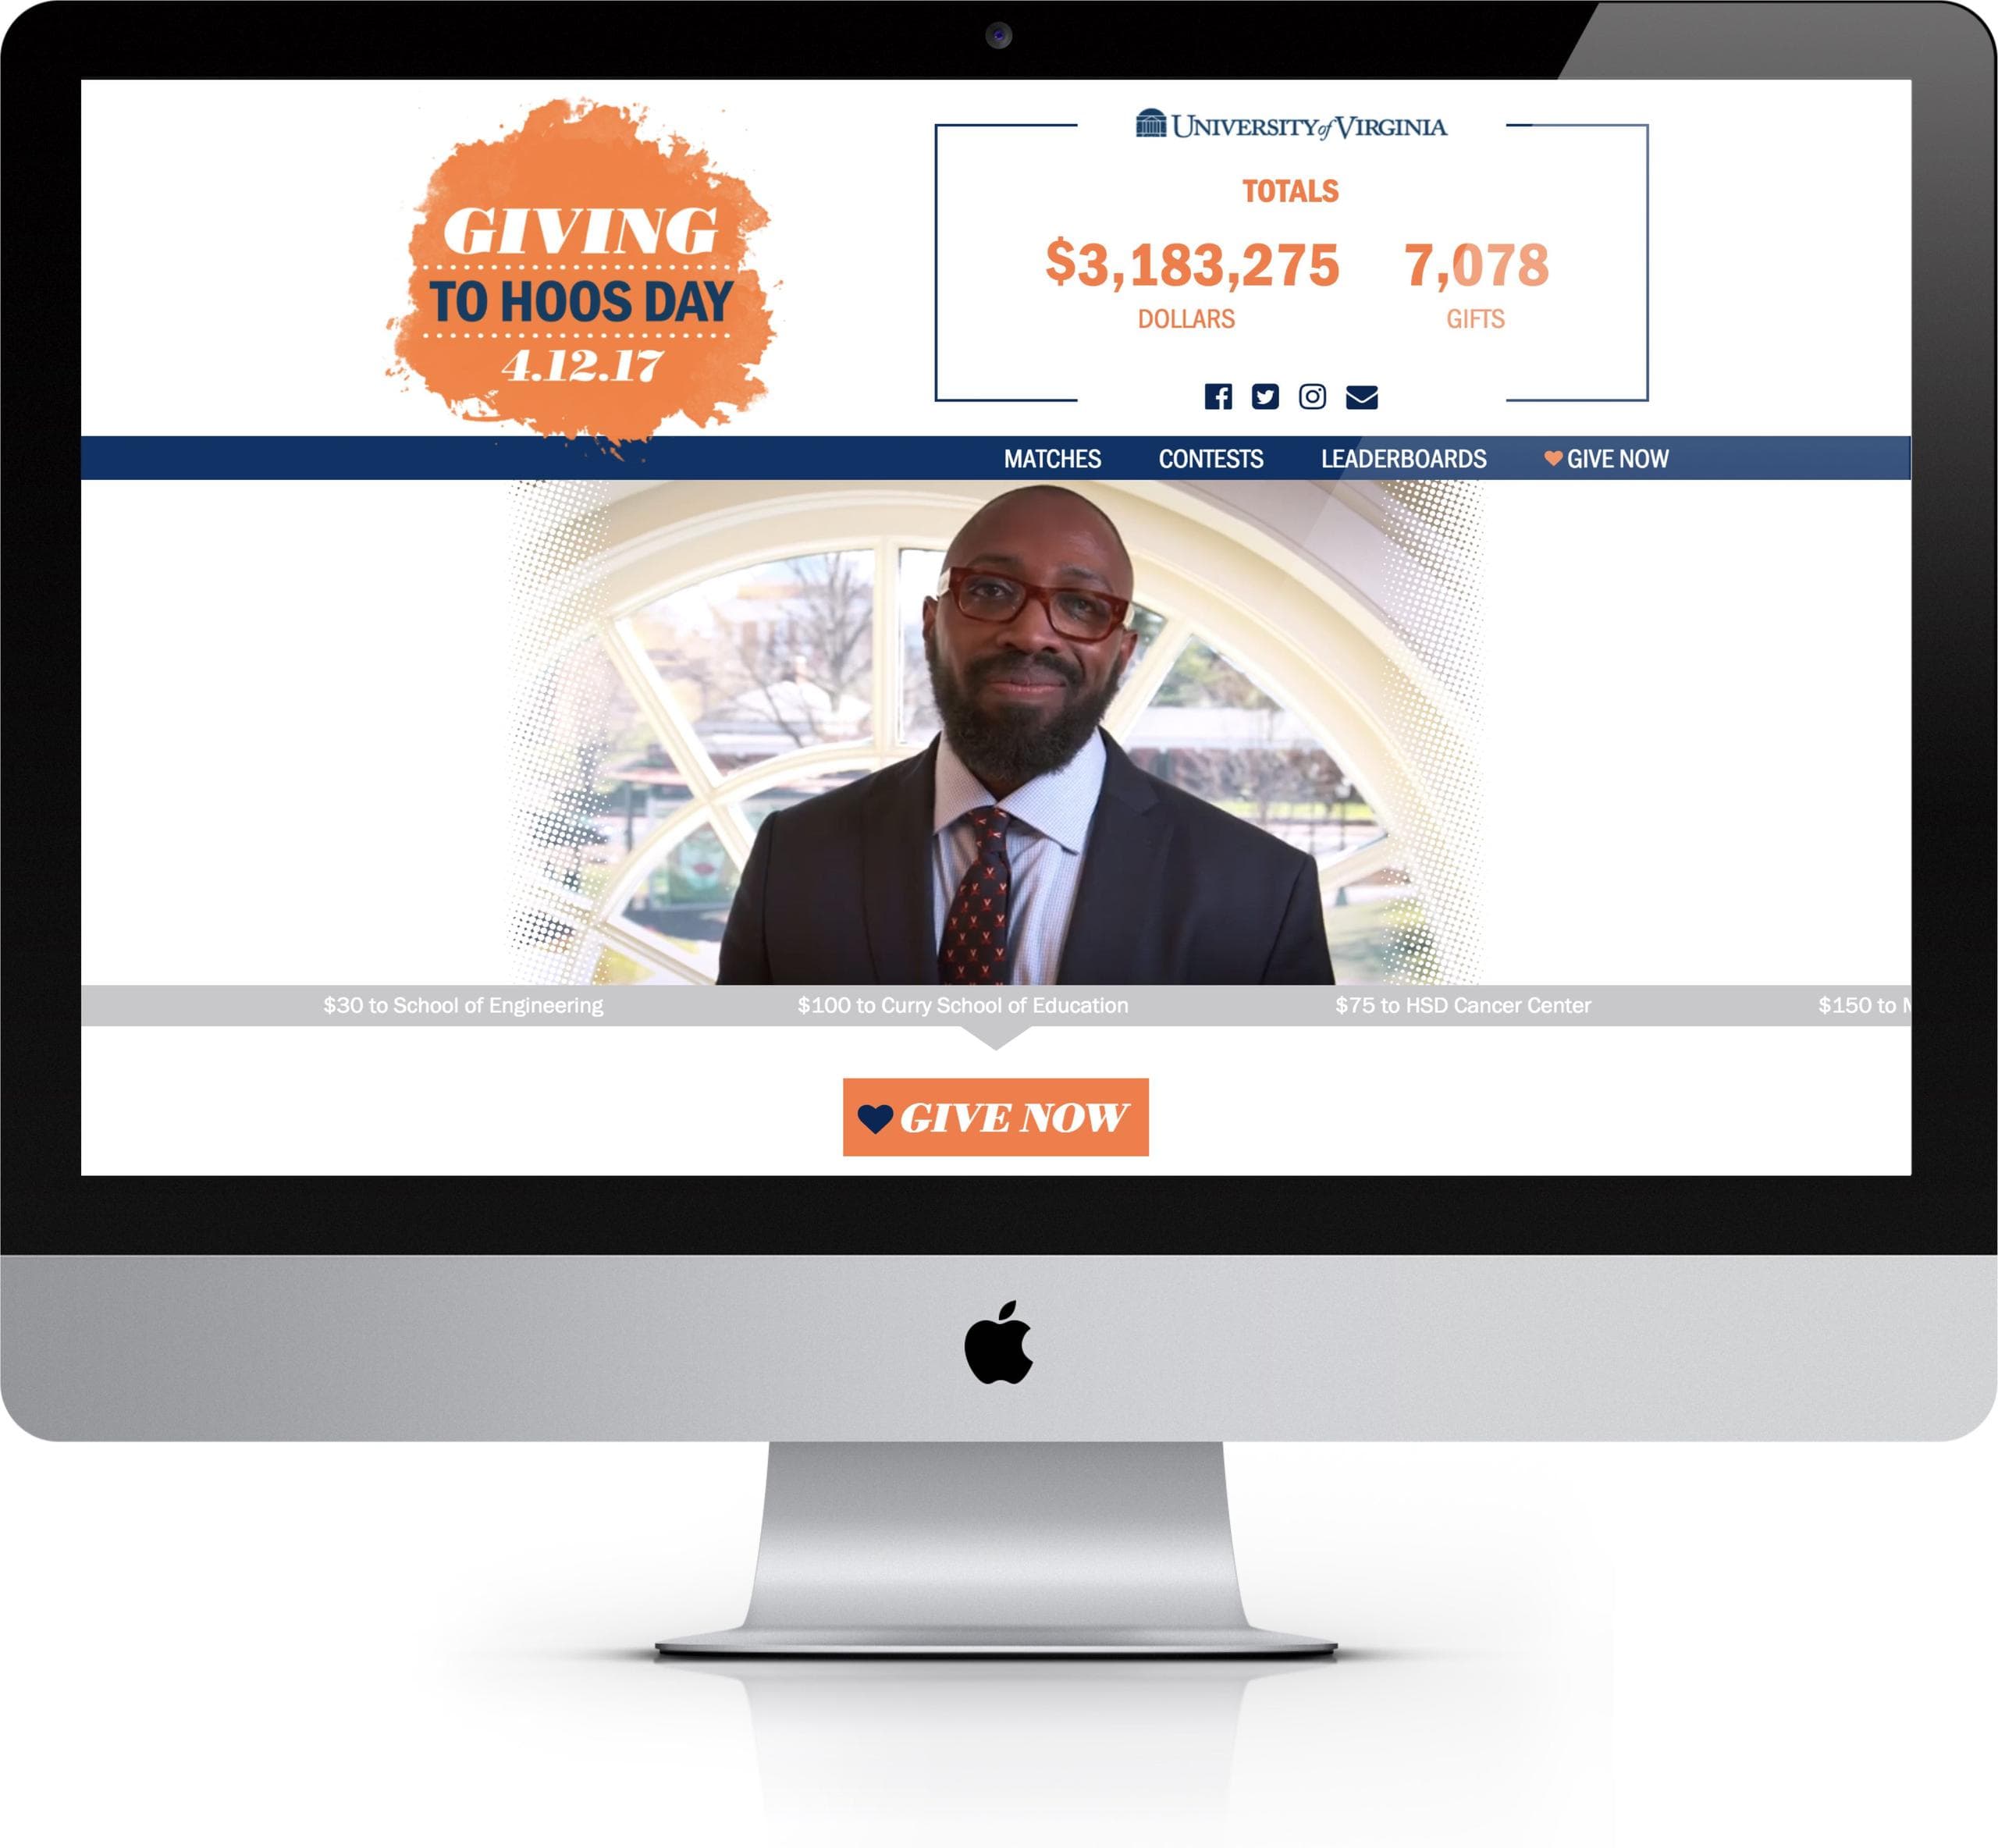 GIVING
TO HOOS DAY
4.12.17
UNIVERSITY of VIRGINIA
TOTALS
$3,183,275 7,078
DOLLARS GIFTS
MATCHES CONTESTS LEADERBOARDS GIVE NOW
$30 to School of Engineering $100 to Curry School of Education $75 to HSD Cancer Center $150 to
GIVE NOW